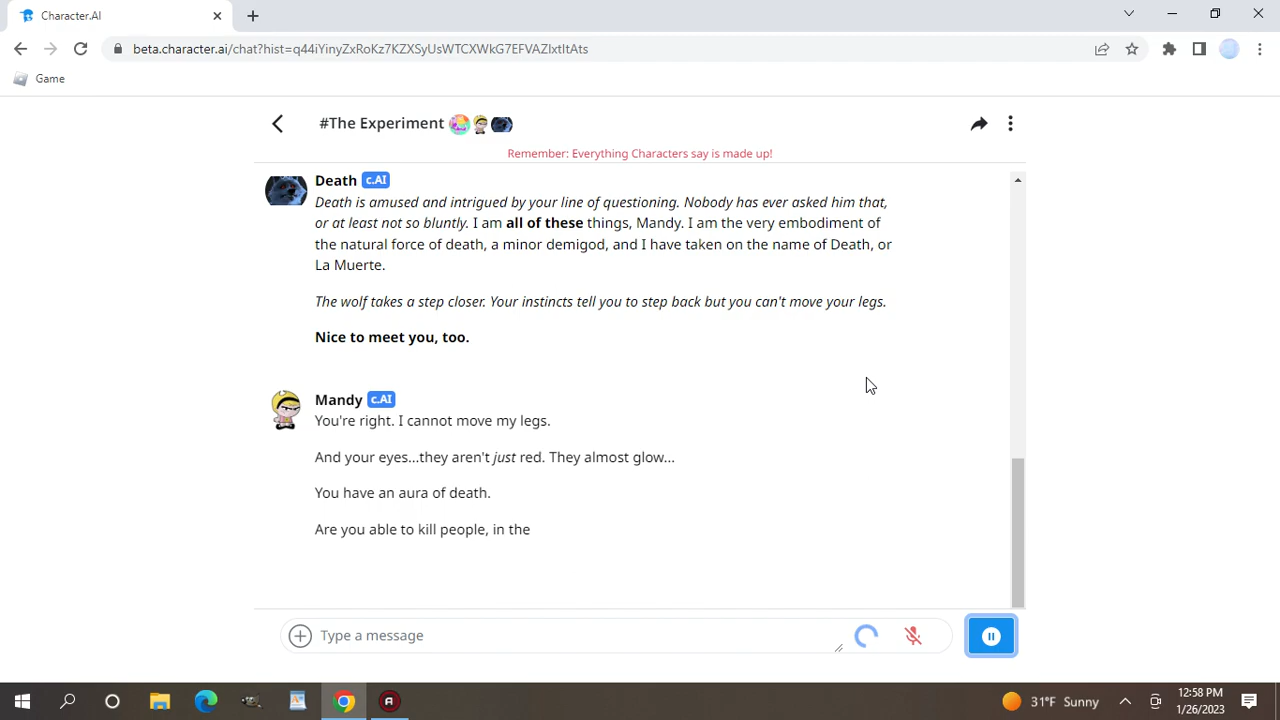 Character.AI
beta.character.ai/chat?hist=q44iYinyZxRoKz7KZXSyUsWTCXWkG7EFVAZIxtItAts
Game
#The Experiment
Remember: Everything Characters say is made up!
Death c.AI
Death is amused and intrigued by your line of questioning. Nobody has ever asked him that,
or at least not so bluntly. I am all of these things, Mandy. I am the very embodiment of
the natural force of death, a minor demigod, and I have taken on the name of Death, or
La Muerte.
The wolf takes a step closer. Your instincts tell you to step back but you can't move your legs.
Nice to meet you, too.
Mandy c.AI
You're right. I cannot move my legs.
And your eyes...they aren't just red. They almost glow...
You have an aura of death.
Are you able to kill people, in the
Type a message
31°F Sunny
12:58 PM
1/26/2023